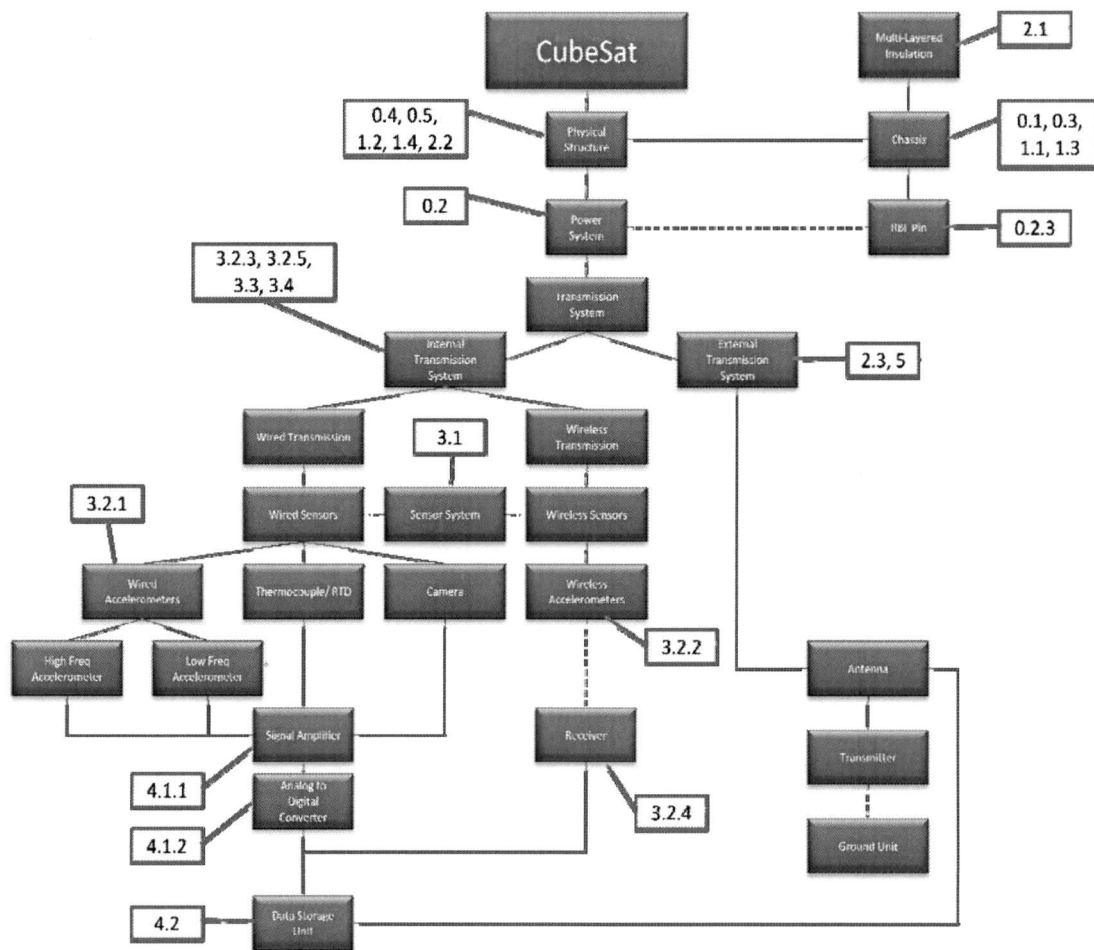 CubeSat
Multi-Layered
Insulation
2.1
0.4, 0.5,
1.2, 1.4, 2.2
Physical
Structure
Chassis
0.1, 0.3,
1.1, 1.3
0.2
Power
System
RBF Pin
0.2.3
3.2.3, 3.2.5,
3.3, 3.4
Transmission
System
Internal
Transmission
System
External
Transmission
System
2.3, 5
Wired Transmission
3.1
Wireless
Transmission
3.2.1
Wired Sensors
Sensor System
Wireless Sensors
Wired
Accelerometers
Thermocouple/ RTD
Camera
Wireless
Accelerometers
3.2.2
High Freq
Accelerometer
Low Freq
Accelerometer
Antenna
Signal Amplifier
Receiver
Transmitter
4.1.1
Analog to
Digital
Converter
3.2.4
4.1.2
Ground Unit
4.2
Data Storage
Unit